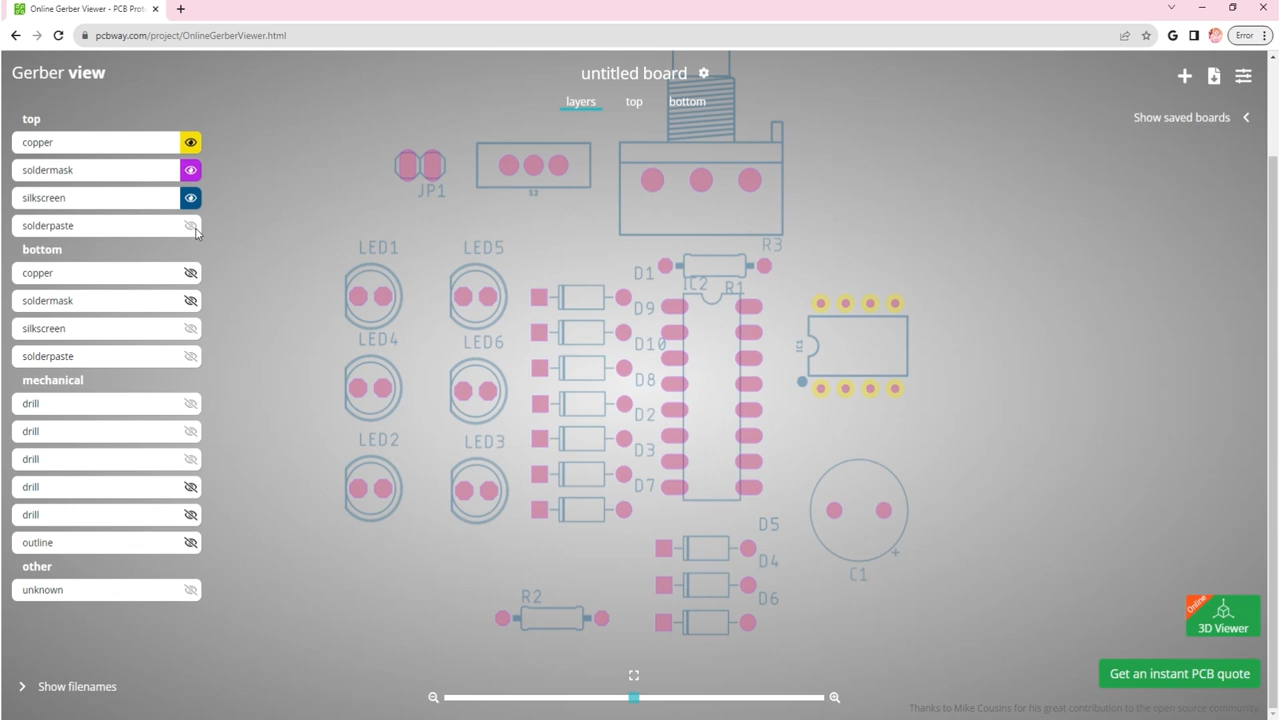 Online Gerber Viewer - PCB Prot
pcbway.com/project/OnlineGerberViewer.html
Error
Gerber view
untitled board
layers top bottom
Show saved boards
top
copper
soldermask
silkscreen
solderpaste
bottom
copper
soldermask
silkscreen
solderpaste
mechanical
drill
drill
drill
drill
drill
outline
other
unknown
Show filenames
JP1
LED1
LED5
LED4
LED6
LED2
LED3
D1
D9
D10
D8
D2
D3
D7
R3
IC2
R1
IC1
D5
D4
D6
C1
+
R2
Online
3D Viewer
Get an instant PCB quote
Thanks to Mike Cousins for his great contribution to the open source community.